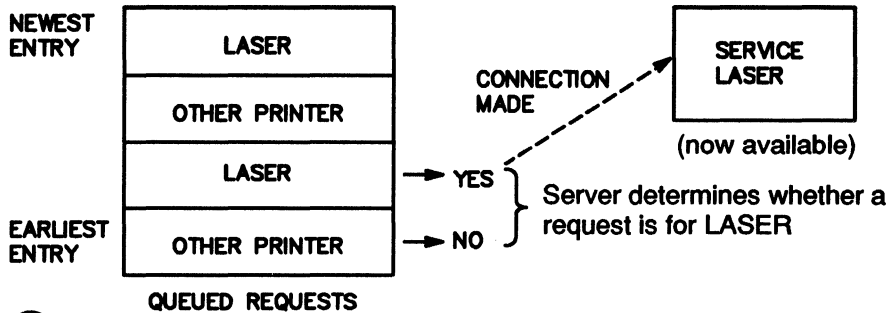 NEWEST
ENTRY
LASER
OTHER PRINTER
LASER
OTHER PRINTER
EARLIEST
ENTRY
QUEUED REQUESTS
YES
NO
CONNECTION
MADE
SERVICE
LASER
(now available)
Server determines whether a
request is for LASER